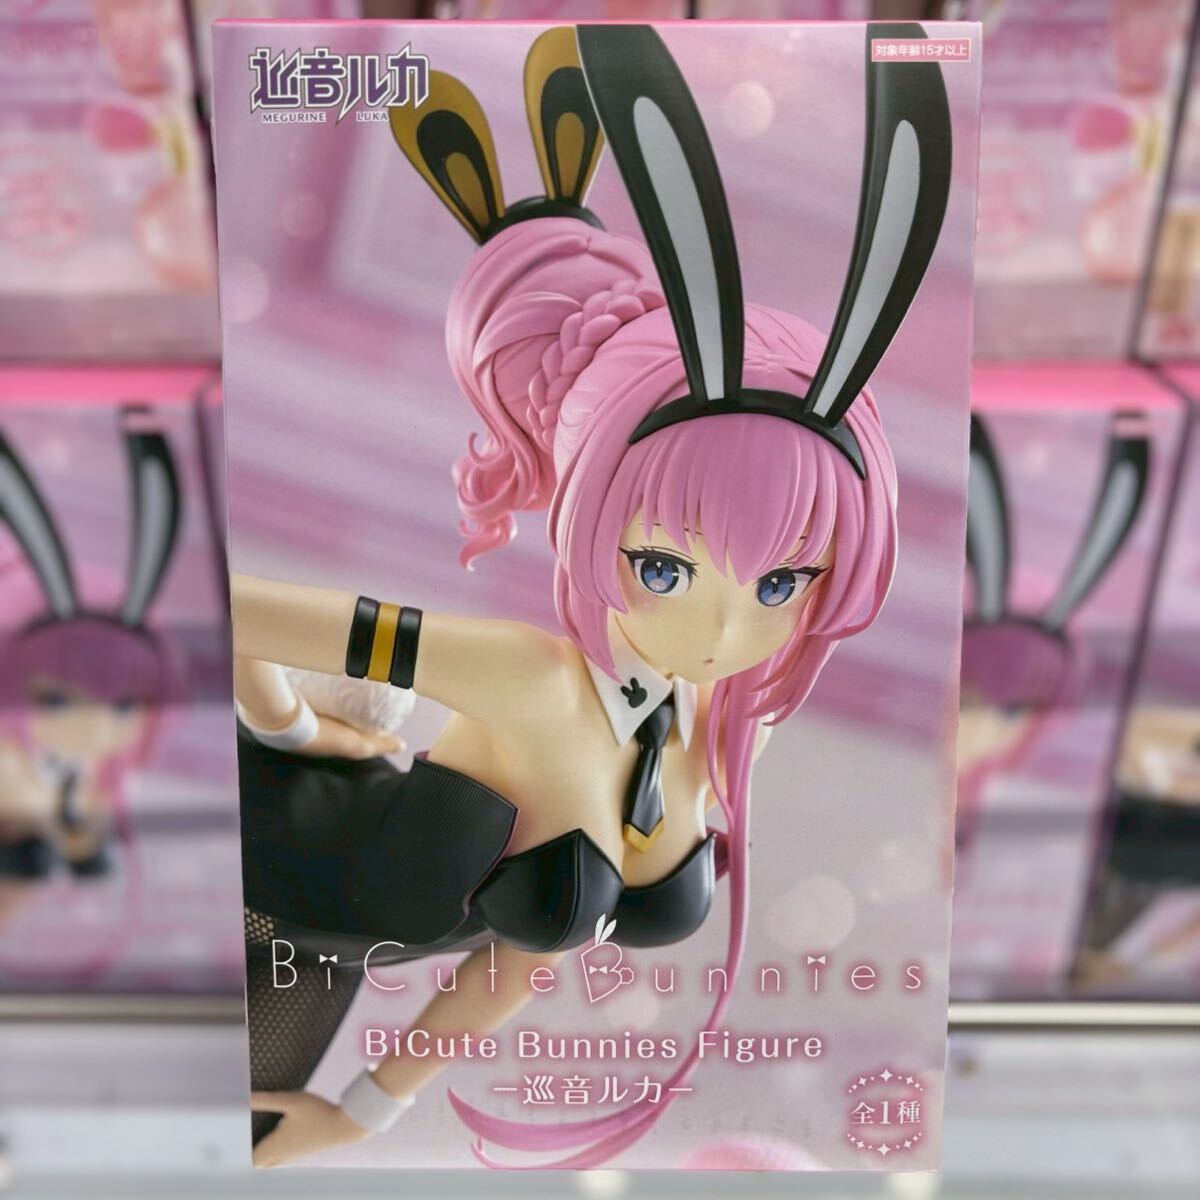 巡音ルカ
MEGURINE LUKA
対象年齢15才以上
BiCute Bunnies
BiCute Bunnies Figure
ー巡音ルカー
全1種